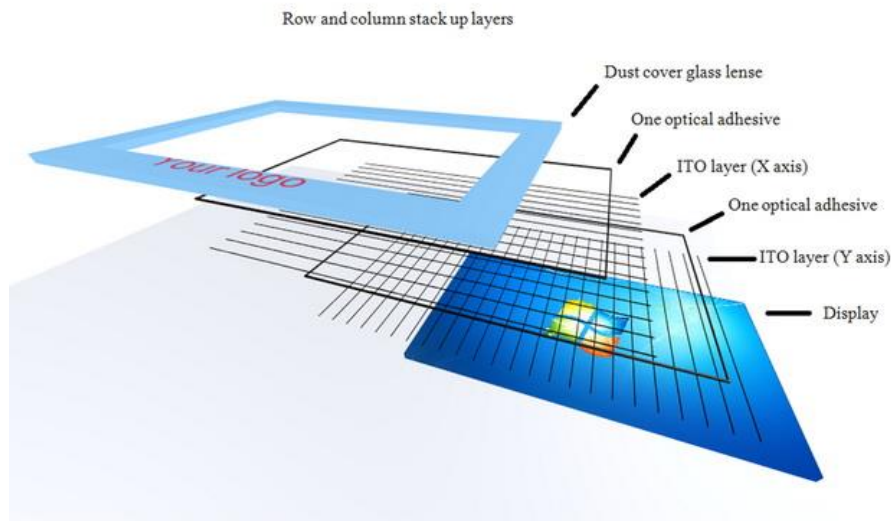 Row and column stack up layers
Dust cover glass lense
One optical adhesive
ITO layer (X axis)
One optical adhesive
ITO layer (Y axis)
Display
Your logo